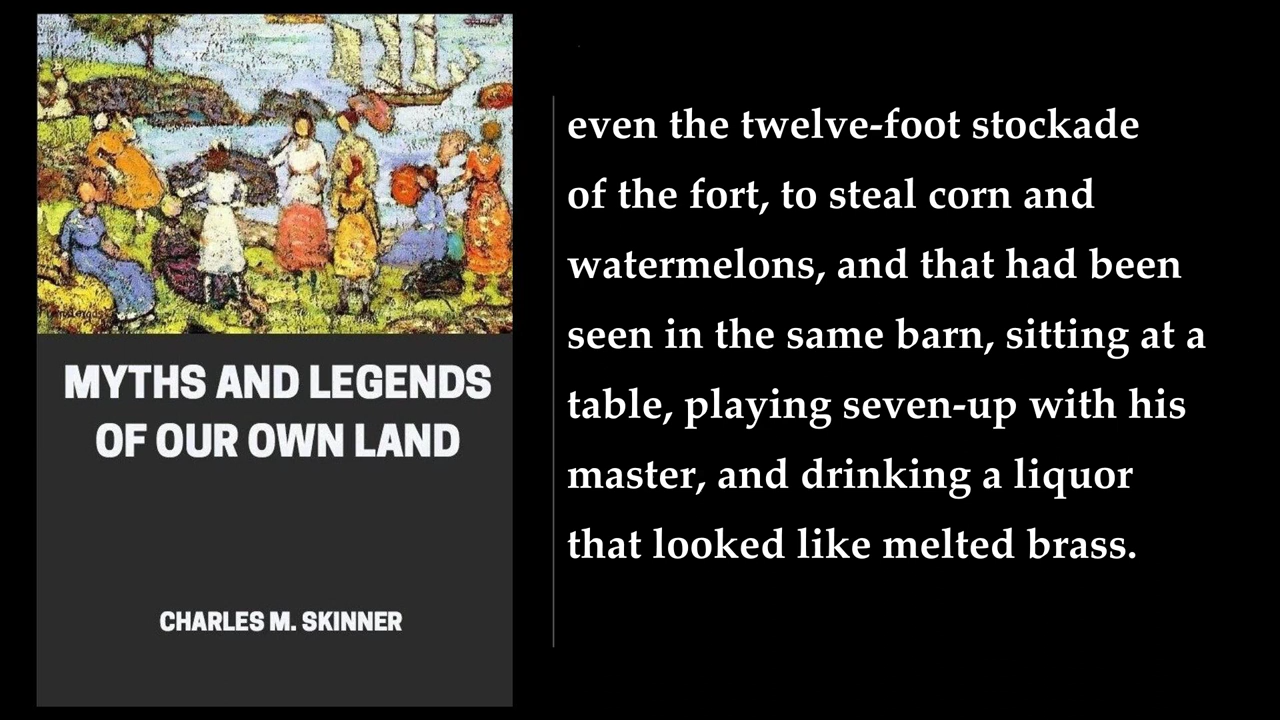 MYTHS AND LEGENDS
OF OUR OWN LAND
CHARLES M. SKINNER
even the twelve-foot stockade
of the fort, to steal corn and
watermelons, and that had been
seen in the same barn, sitting at a
table, playing seven-up with his
master, and drinking a liquor
that looked like melted brass.